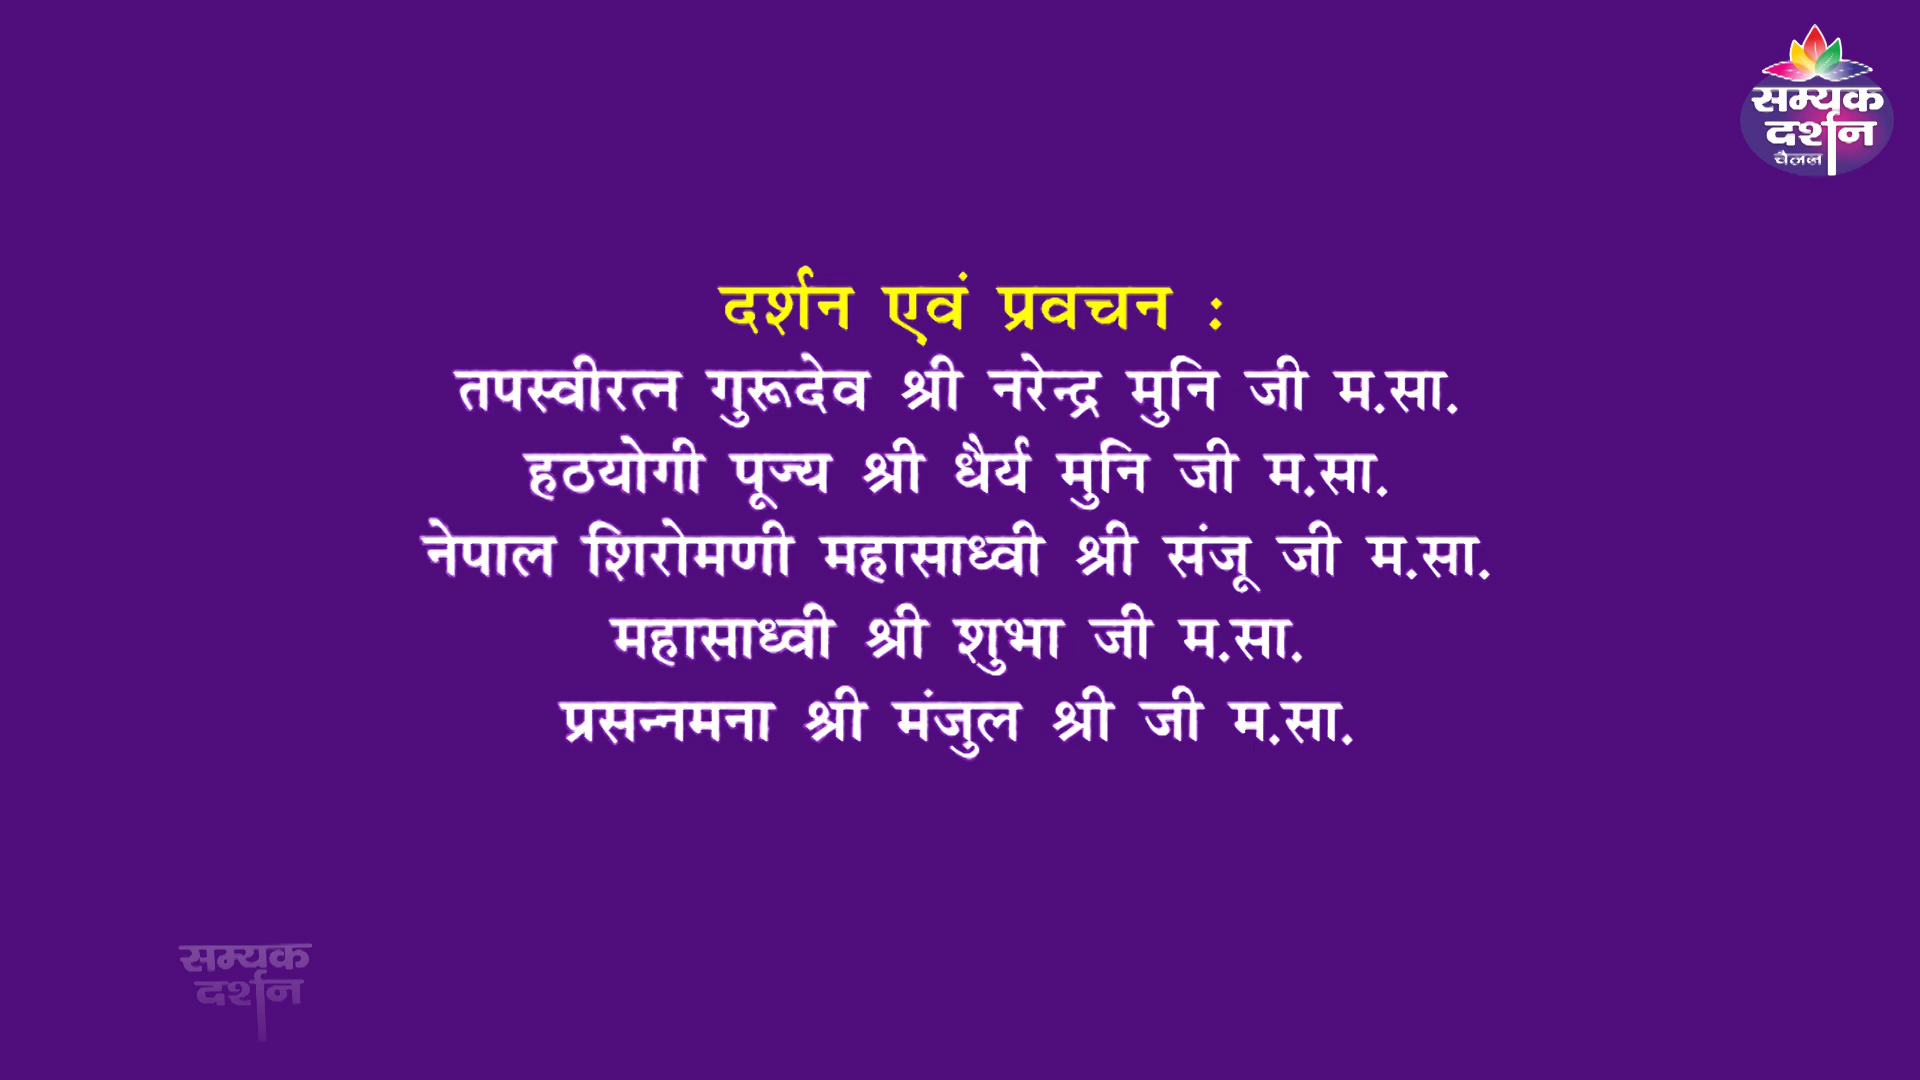 सम्यक
दर्शन
चैनल
दर्शन एवं प्रवचन :
तपस्वीरत्न गुरूदेव श्री नरेन्द्र मुनि जी म.सा.
हठयोगी पूज्य श्री धैर्य मुनि जी म.सा.
नेपाल शिरोमणी महासाध्वी श्री संजू जी म.सा.
महासाध्वी श्री शुभा जी म.सा.
प्रसन्नमना श्री मंजुल श्री जी म.सा.
सम्यक
दर्शन